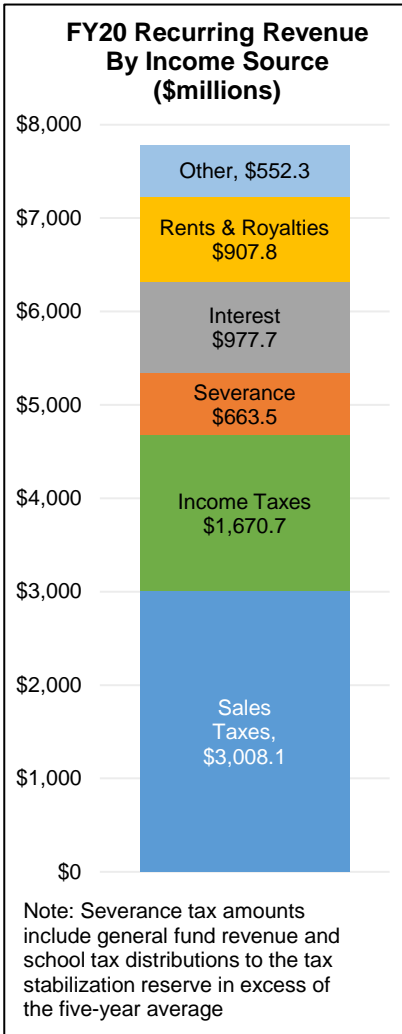 FY20 Recurring Revenue
By Income Source
($millions)
$8,000
$7,000
$6,000
$5,000
$4,000
$3,000
$2,000
$1,000
$0
Other, $552.3
Rents & Royalties
$907.8
Interest
$977.7
Severance
$663.5
Income Taxes
$1,670.7
Sales
Taxes,
$3,008.1
Note: Severance tax amounts
include general fund revenue and
school tax distributions to the tax
stabilization reserve in excess of
the five-year average